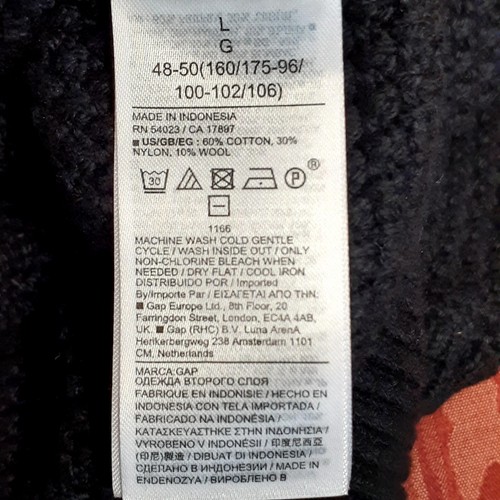 L
G
48-50(160/175-96/
100-102/106)
MADE IN INDONESIA
RN 54023 / CA 17897
■ US/GB/EG : 60% COTTON, 30%
NYLON, 10% WOOL
30 P ®
1166
MACHINE WASH COLD GENTLE
CYCLE / WASH INSIDE OUT / ONLY
NON-CHLORINE BLEACH WHEN
NEEDED / DRY FLAT / COOL IRON
DISTRIBUIDO POR / Imported
By/Importe Par / ΕΙΣΑΓΕΤΑΙ ΑΠΟ ΤΗΝ:
■ Gap Europe Ltd., 8th Floor, 20
Farringdon Street, London, EC4A 4AB,
UK. ■ Gap (RHC) B.V. Luna ArenA,
Herikerbergweg 238 Amsterdam 1101
CM, Netherlands
MARCA:GAP
ОДЕЖДА ВТОРОГО СЛОЯ
FABRIQUE EN INDONISIE / HECHO EN
INDONESIA CON TELA IMPORTADA /
FABRICADO NA INDONÉSIA /
ΚΑΤΑΣΚΕΥΑΣΤΗΚΕ ΣΤΗΝ ΙΝΔΟΝΗΣΙΑ /
VYROBENO V INDONÉSII / 印度尼西亞
(印尼)製造 / DIBUAT DI INDONESIA /
СДЕЛАНО В ИНДОНЕЗИИ / MADE IN
ENDENOZYA / ВИРОБЛЕНО В